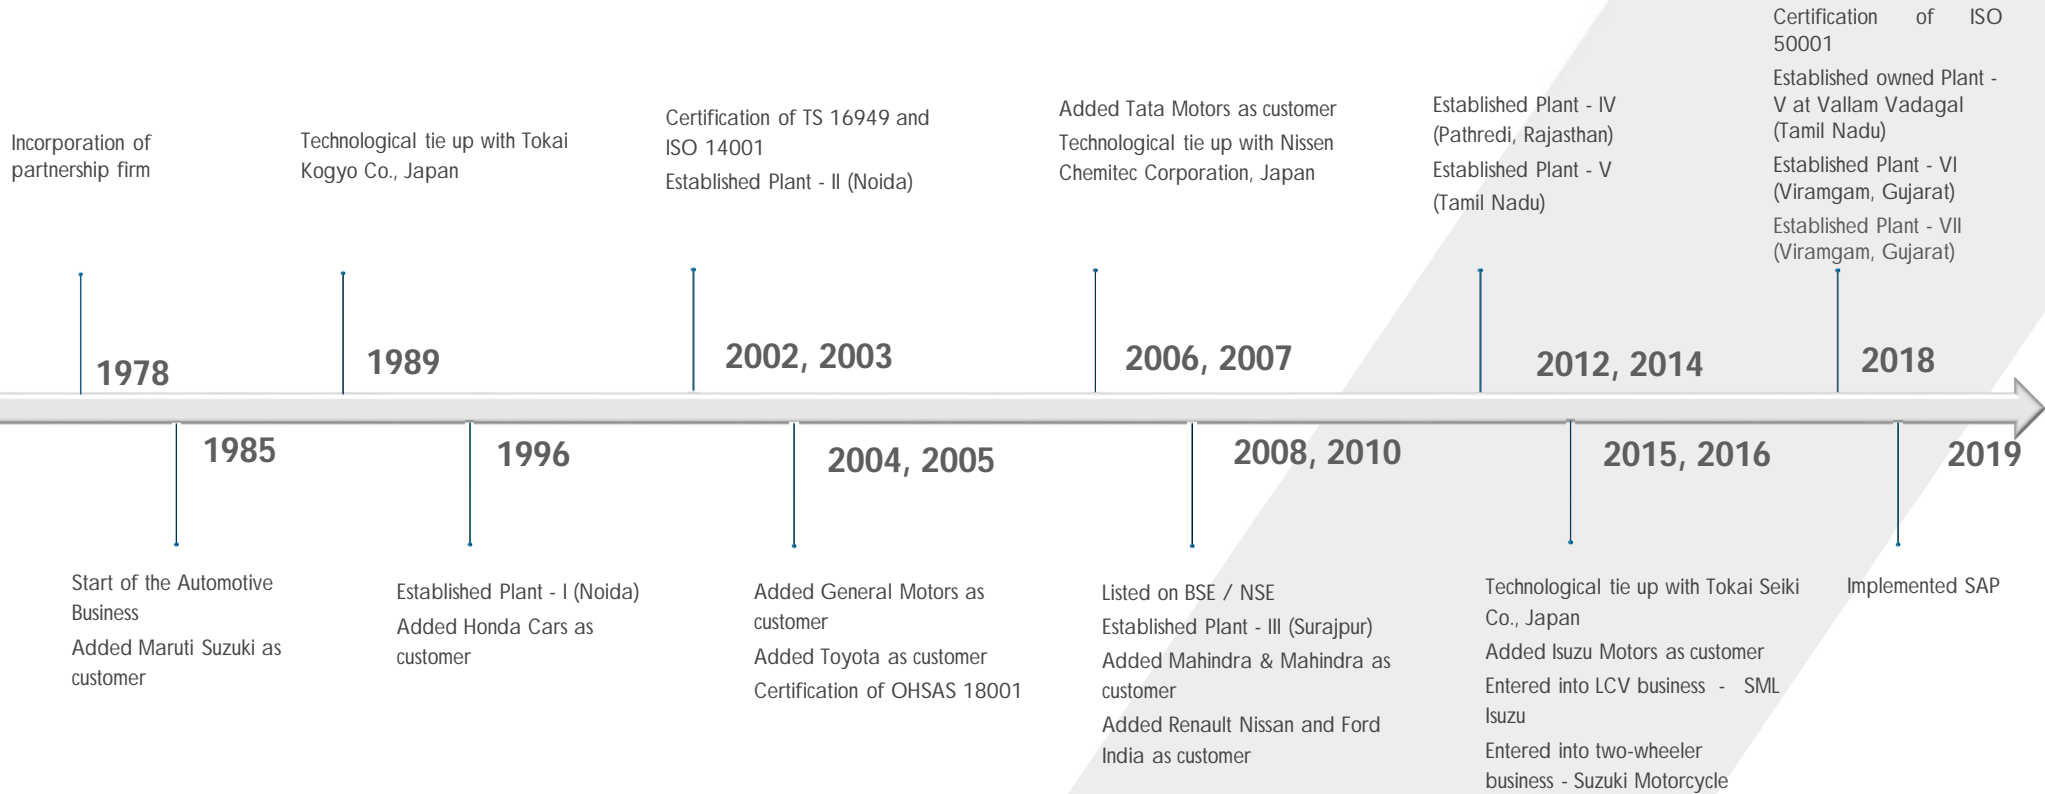 Incorporation of
partnership firm
1978
Start of the Automotive
Business
Added Maruti Suzuki as
customer
1985
Technological tie up with Tokai
Kogyo Co., Japan
1989
Established Plant - I (Noida)
Added Honda Cars as
customer
1996
Certification of TS 16949 and
ISO 14001
Established Plant - II (Noida)
2002, 2003
Added General Motors as
customer
Added Toyota as customer
Certification of OHSAS 18001
2004, 2005
Added Tata Motors as customer
Technological tie up with Nissen
Chemitec Corporation, Japan
2006, 2007
Listed on BSE / NSE
Established Plant - III (Surajpur)
Added Mahindra & Mahindra as
customer
Added Renault Nissan and Ford
India as customer
2008, 2010
Established Plant - IV
(Pathredi, Rajasthan)
Established Plant - V
(Tamil Nadu)
2012, 2014
Technological tie up with Tokai Seiki
Co., Japan
Added Isuzu Motors as customer
Entered into LCV business - SML
Isuzu
Entered into two-wheeler
business - Suzuki Motorcycle
2015, 2016
Certification of ISO
50001
Established owned Plant -
V at Vallam Vadagal
(Tamil Nadu)
Established Plant - VI
(Viramgam, Gujarat)
Established Plant - VII
(Viramgam, Gujarat)
2018
Implemented SAP
2019